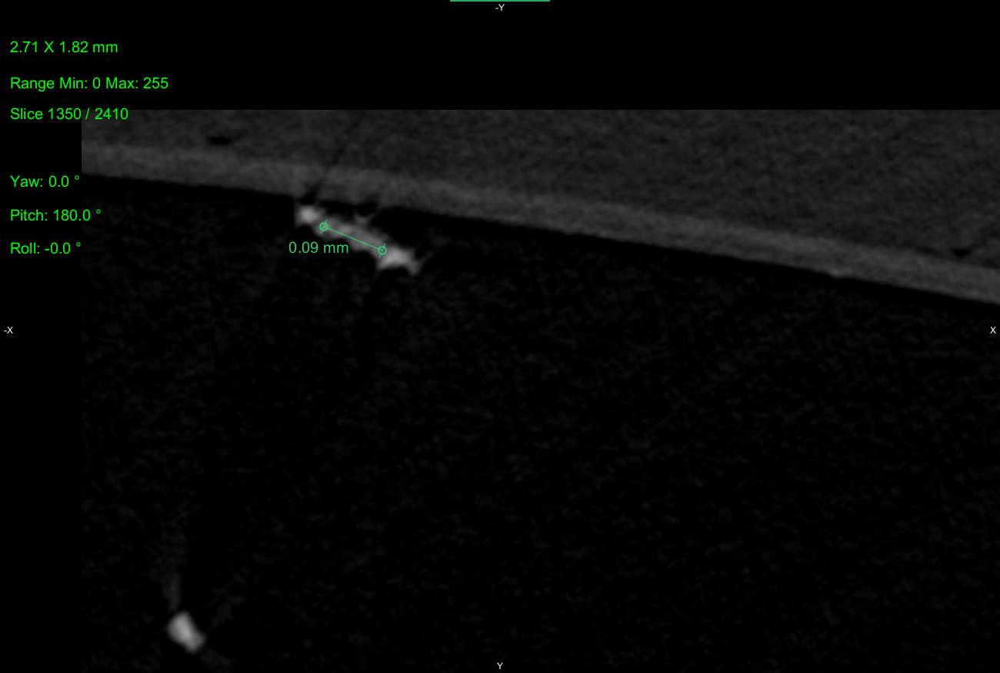 -Y
2.71 X 1.82 mm
Range Min: 0 Max: 255
Slice 1350 / 2410
Yaw: 0.0 °
Pitch: 180.0 °
Roll: -0.0 °
0.09 mm
-X
X
Y